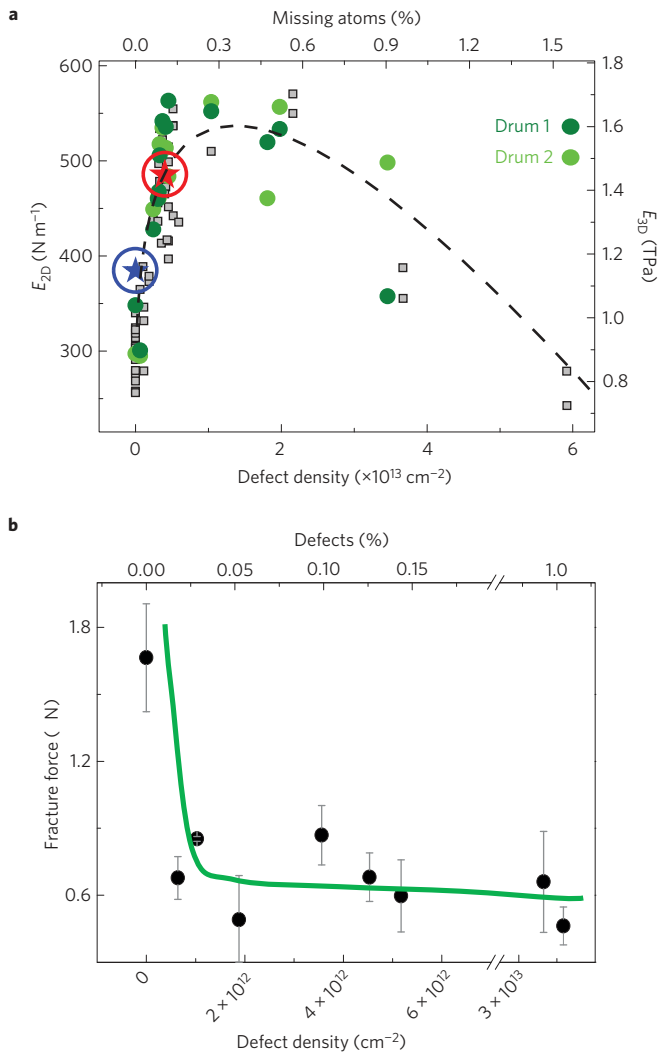 a
Missing atoms (%)
0.0 0.3 0.6 0.9 1.2 1.5
600
500
400
300
E2D (N m−1)
1.8
1.6
1.4
1.2
1.0
0.8
E3D (TPa)
Drum 1
Drum 2
0 2 4 6
Defect density (×10¹³ cm−2)
b
Defects (%)
0.00 0.05 0.10 0.15 1.0
1.8
1.2
0.6
Fracture force ( N)
0 2 × 10¹² 4 × 10¹² 6 × 10¹² 3 × 10¹³
Defect density (cm−2)